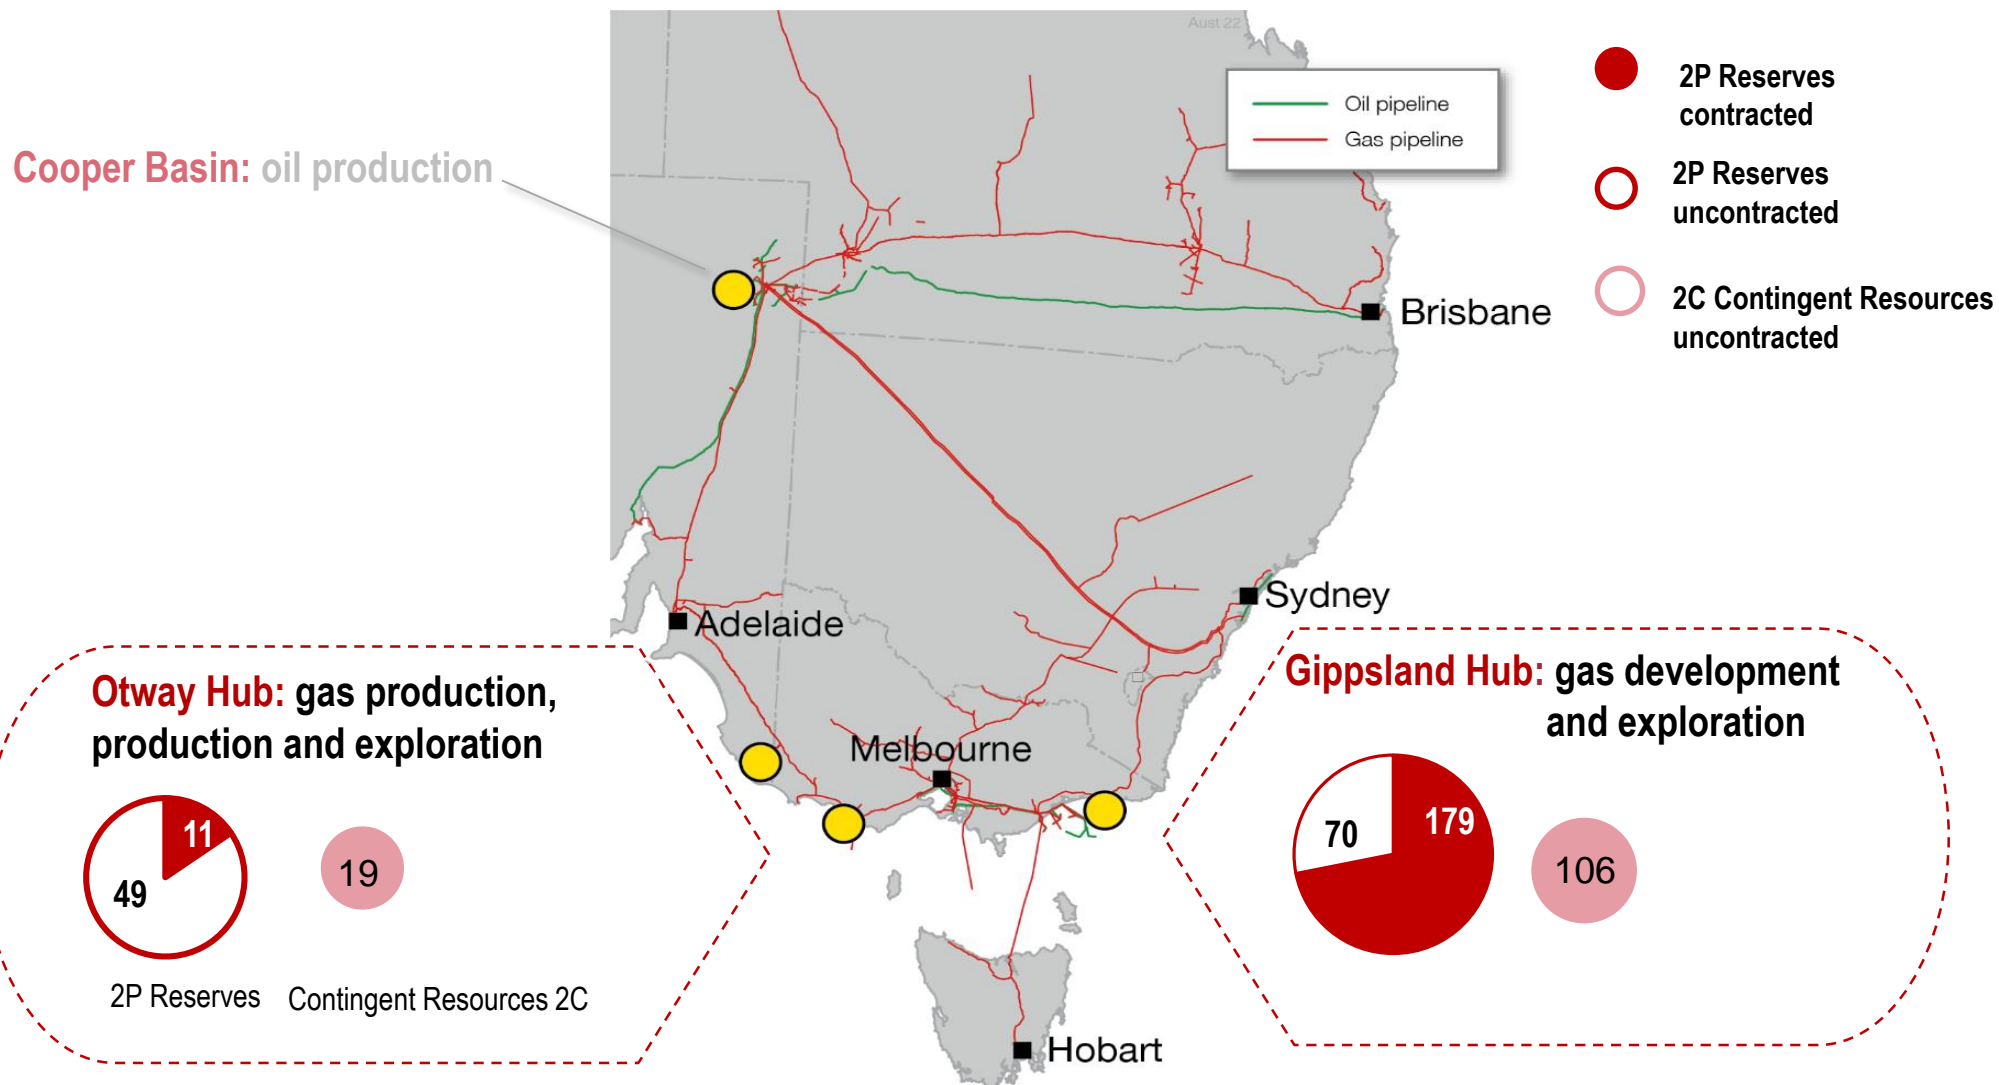 Aust 22
Oil pipeline
Gas pipeline
2P Reserves
contracted
2P Reserves
uncontracted
2C Contingent Resources
uncontracted
Cooper Basin: oil production
Brisbane
Sydney
Adelaide
Melbourne
Hobart
Otway Hub: gas production,
production and exploration
11
49
19
2P Reserves
Contingent Resources 2C
Gippsland Hub: gas development
and exploration
70
179
106